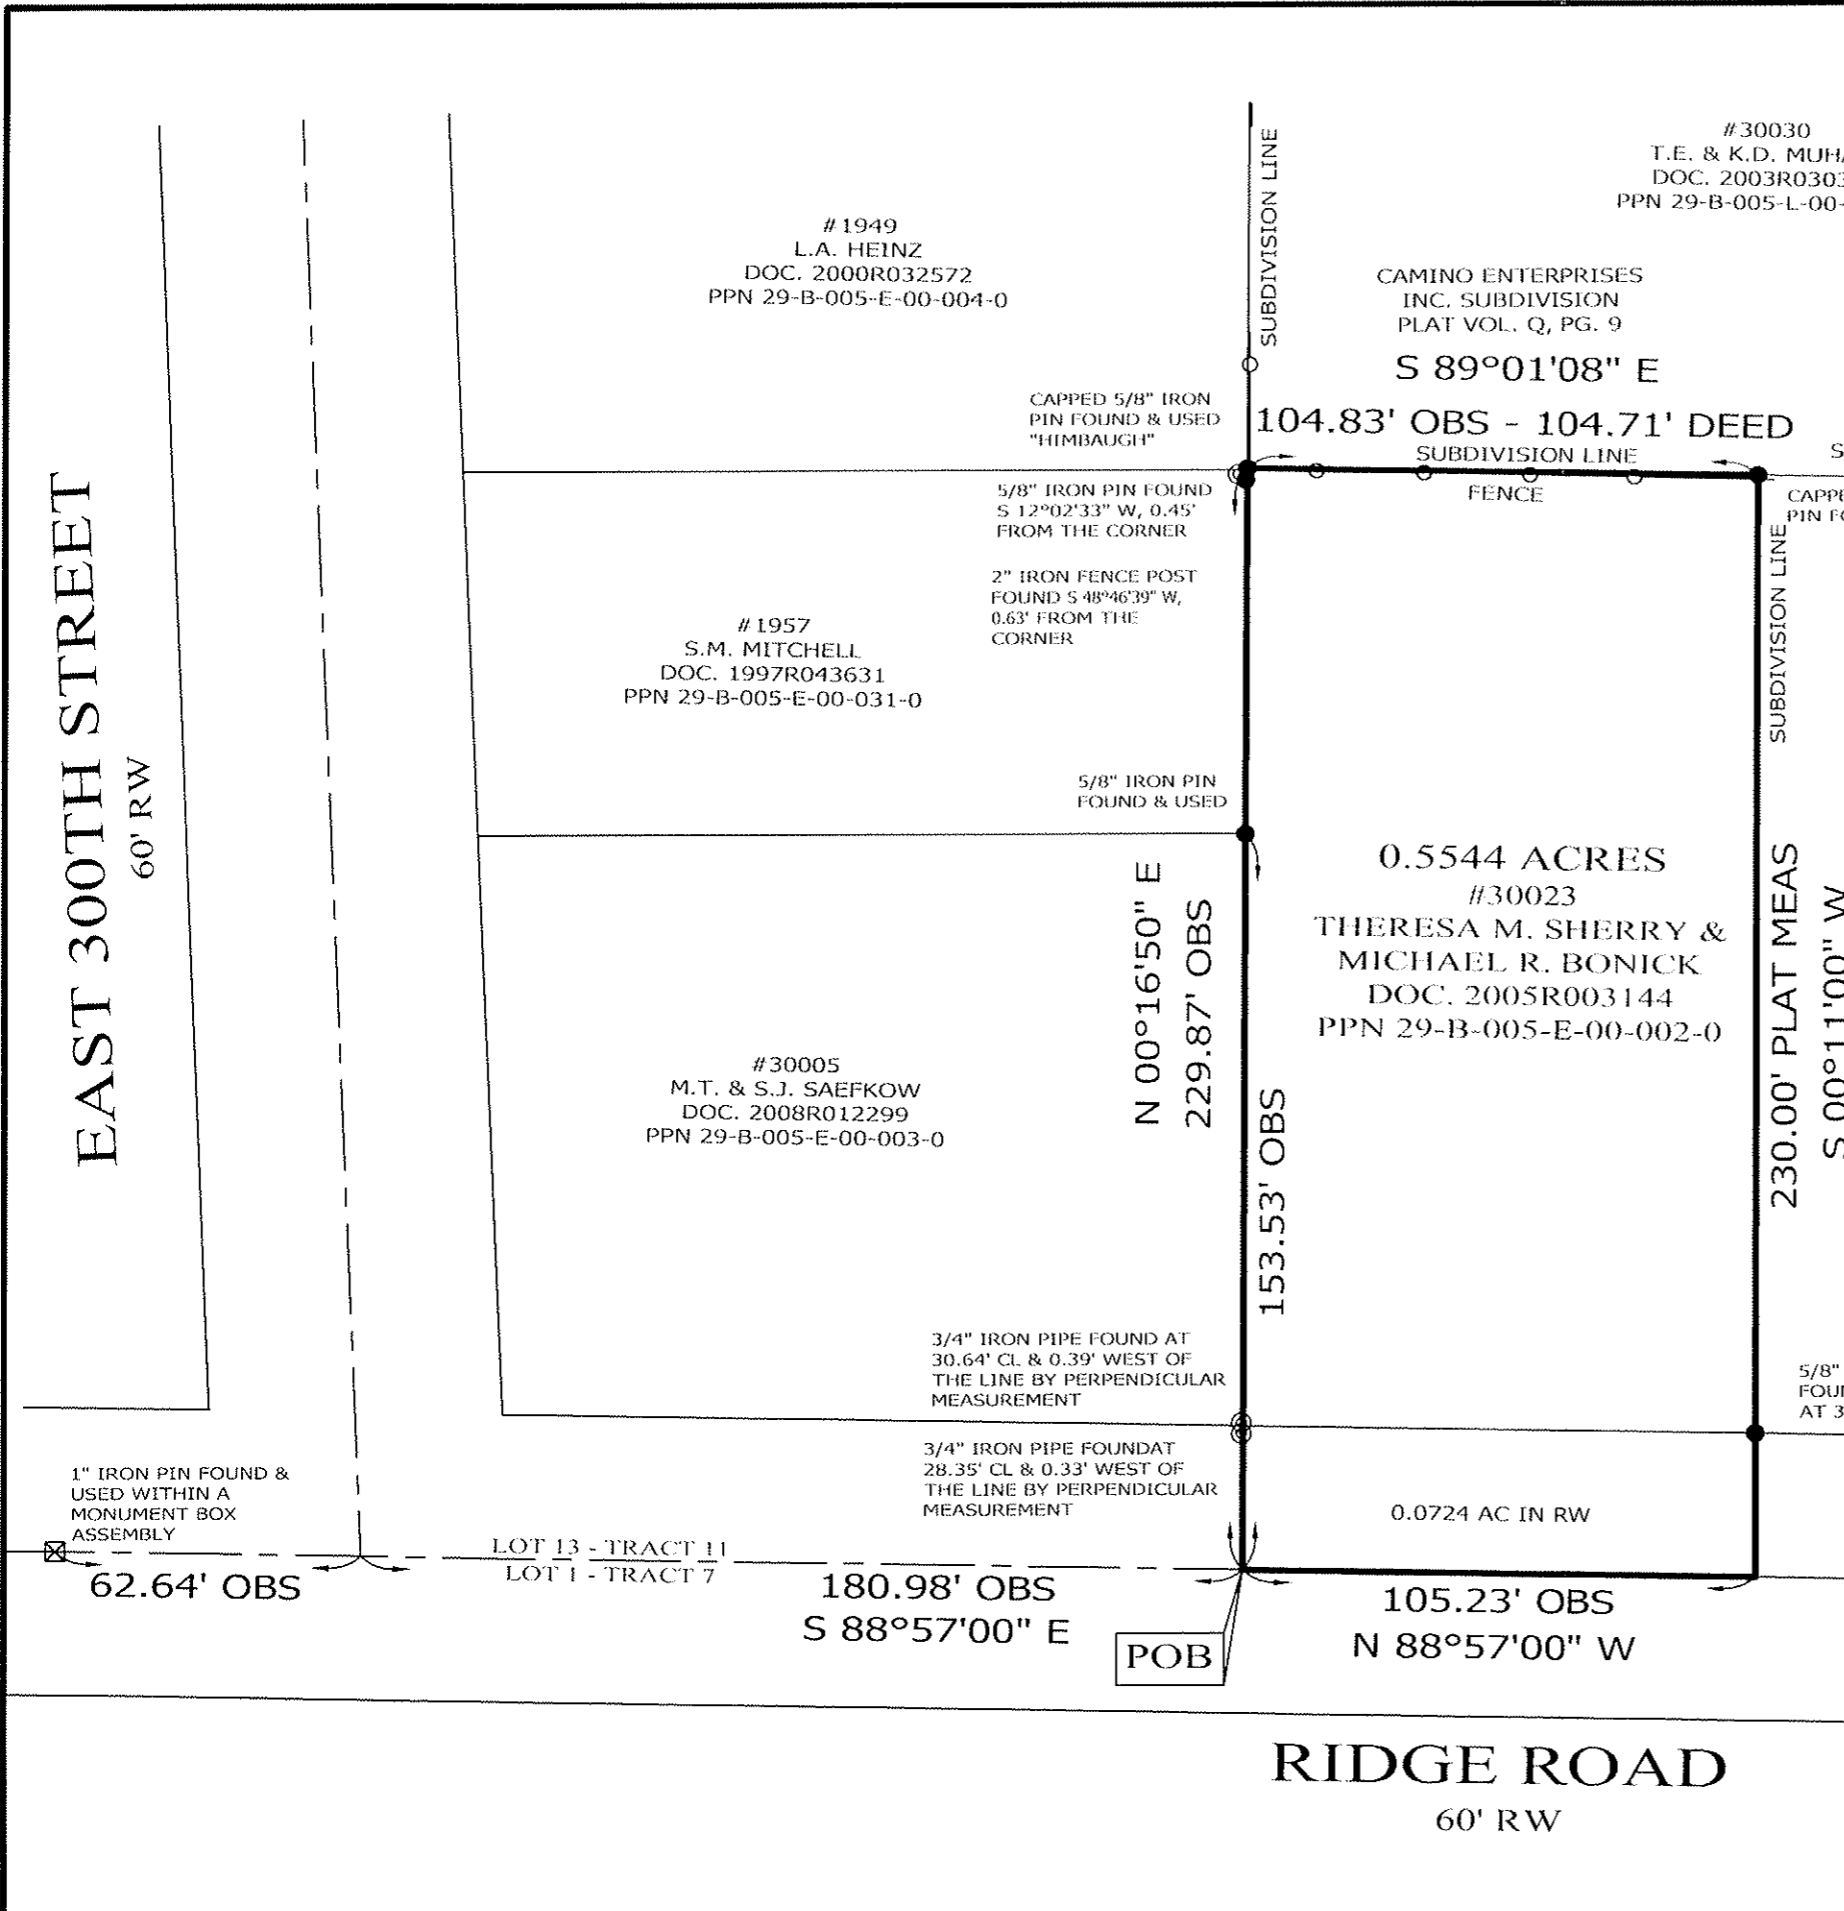 #30030
T.E. & K.D.
DOC.
PPN
#1949
L.A. HEINZ
DOC. 2000R032572
PPN 29-B-005-E-00-004-0
SUBDIVISION LINE
CAMINO ENTERPRISES
INC. SUBDIVISION
PLAT VOL. Q, PG. 9
S 89°01'08" E
104.83' OBS - 104.71' DEED
SUBDIVISION LINE
FENCE
CAPPED 5/8" IRON
PIN FOUND & USED
"HIMBAUGH"
5/8" IRON PIN FOUND
S 12°02'33" W, 0.45'
FROM THE CORNER
2" IRON FENCE POST
FOUND S 48°46'39" W,
0.63' FROM THE
CORNER
PIN
SUBDIVISION LINE
EAST 300TH STREET
60' RW
#1957
S.M. MITCHELL
DOC. 1997R043631
PPN 29-B-005-E-00-031-0
5/8" IRON PIN
FOUND & USED
N 00°16'50" E
229.87' OBS
153.53' OBS
0.5544 ACRES
#30023
THERESA M. SHERRY &
MICHAEL R. BONICK
DOC. 2005R003144
PPN 29-B-005-E-00-002-0
230.00' PLAT MEAS
S 00°11'00" W
#30005
M.T. & S.J. SAEFKOW
DOC. 2008R012299
PPN 29-B-005-E-00-003-0
3/4" IRON PIPE FOUND AT
30.64' CL & 0.39' WEST OF
THE LINE BY PERPENDICULAR
MEASUREMENT
3/4" IRON PIPE FOUNDAT
28.35' CL & 0.33' WEST OF
THE LINE BY PERPENDICULAR
MEASUREMENT
5/8"
AT
1" IRON PIN FOUND &
USED WITHIN A
MONUMENT BOX
ASSEMBLY
0.0724 AC IN RW
LOT 13 - TRACT 11
LOT 1 - TRACT 7
62.64' OBS
180.98' OBS
S 88°57'00" E
POB
105.23' OBS
N 88°57'00" W
RIDGE ROAD
60' RW